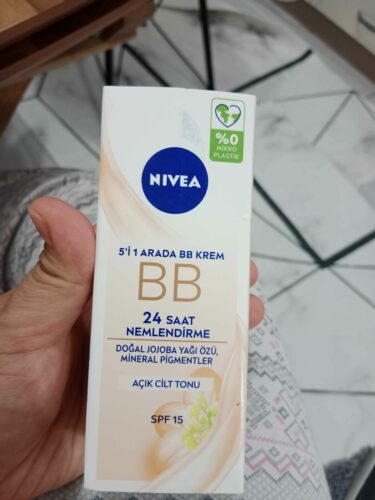 %0
MİKRO
PLASTİK
NIVEA
5'İ 1 ARADA BB KREM
BB
24 SAAT
NEMLENDİRME
DOĞAL JOJOBA YAĞI ÖZÜ,
MİNERAL PİGMENTLER
AÇIK CİLT TONU
SPF 15